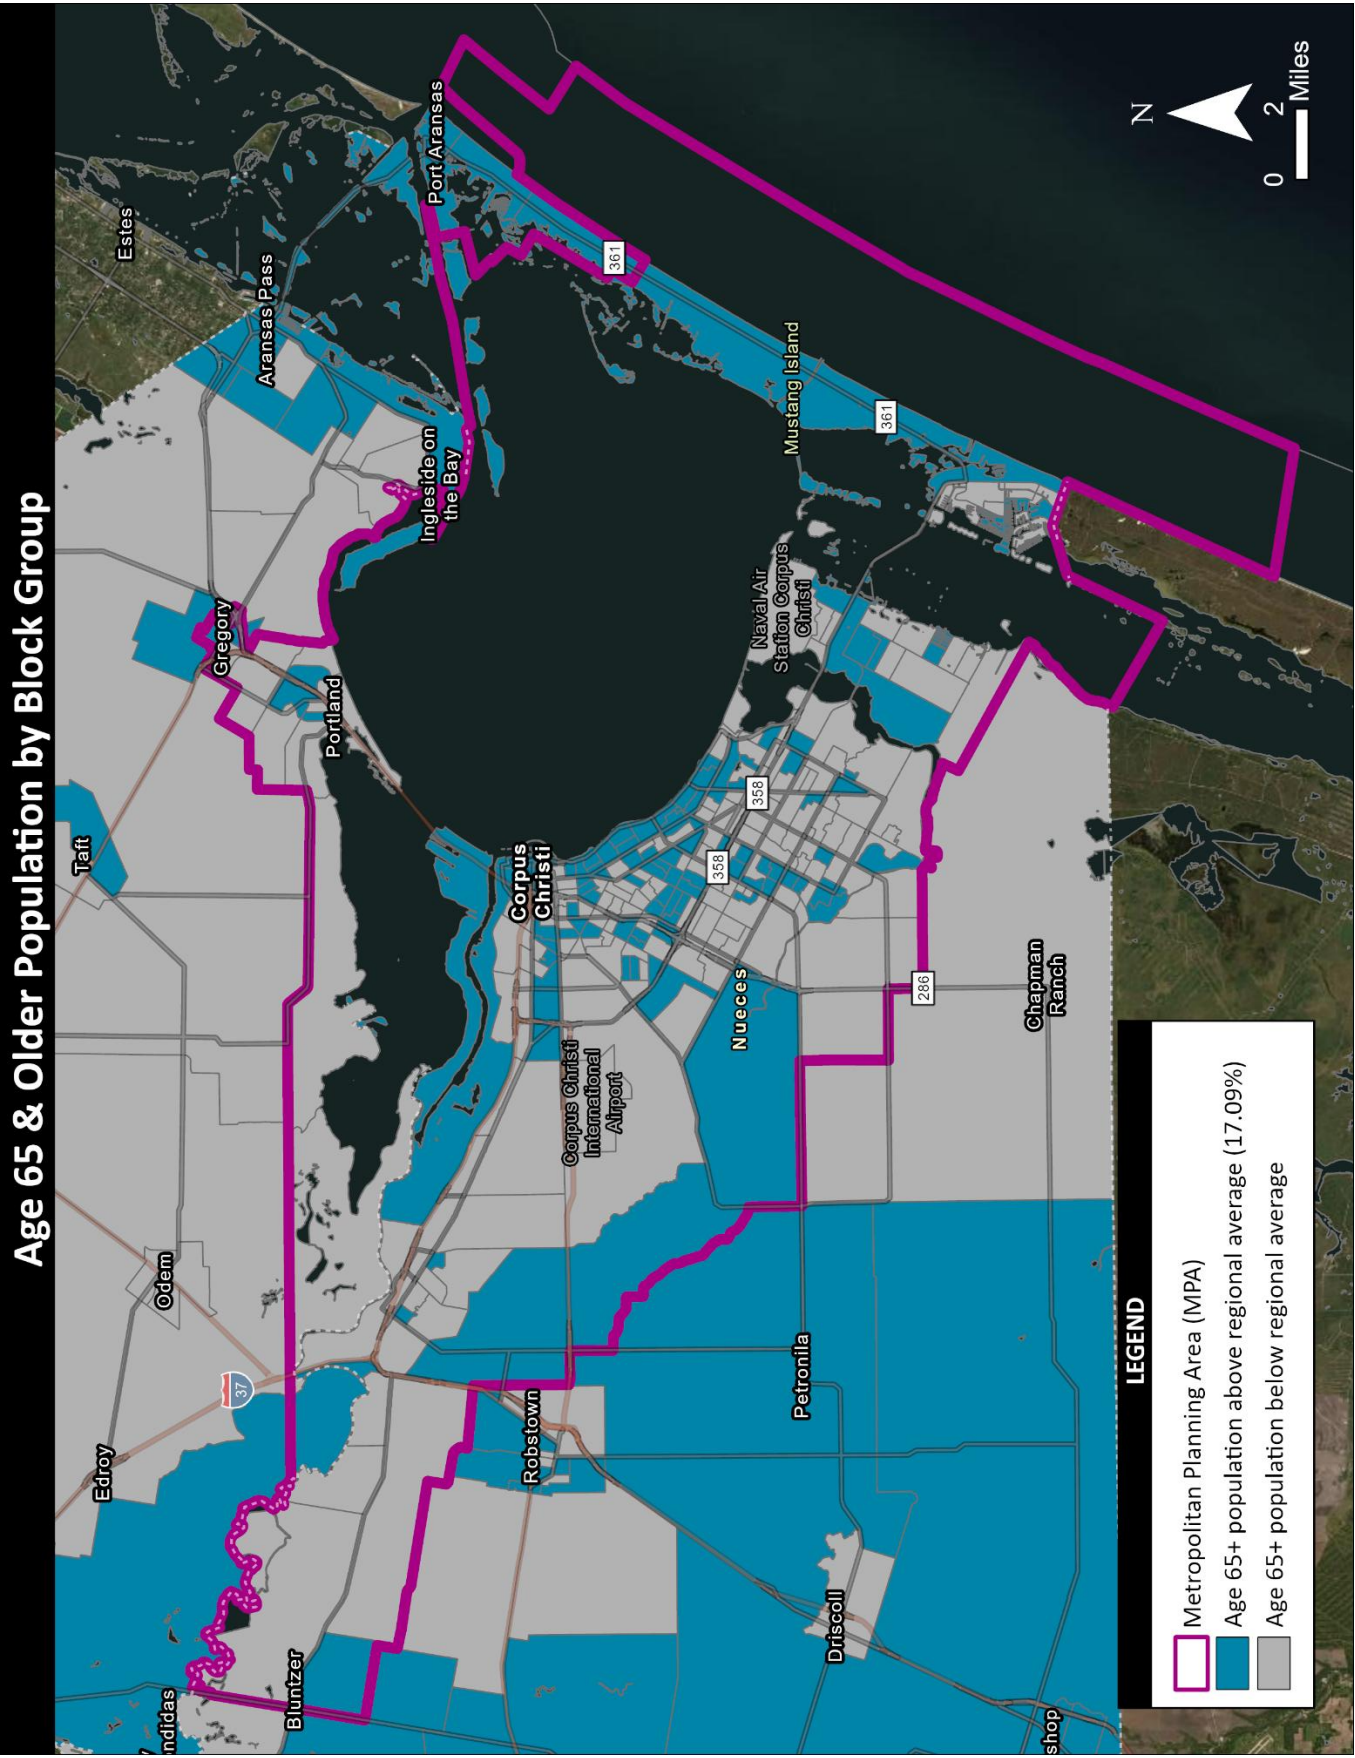 Age 65 & Older Population by Block Group
Edroy
Odem
Taft
Gregory
Portland
Aransas Pass
Estes
37
Ingleside on
the Bay
Port Aransas
361
Bluntzer
Robstown
Corpus
Christi
Corpus Christi
International
Airport
Nueces
358
358
Naval Air
Station Corpus
Christi
Mustang Island
361
Petronila
Driscoll
286
Chapman
Ranch
ndidas
shop
N
0 2
Miles
LEGEND
Metropolitan Planning Area (MPA)
Age 65+ population above regional average (17.09%)
Age 65+ population below regional average